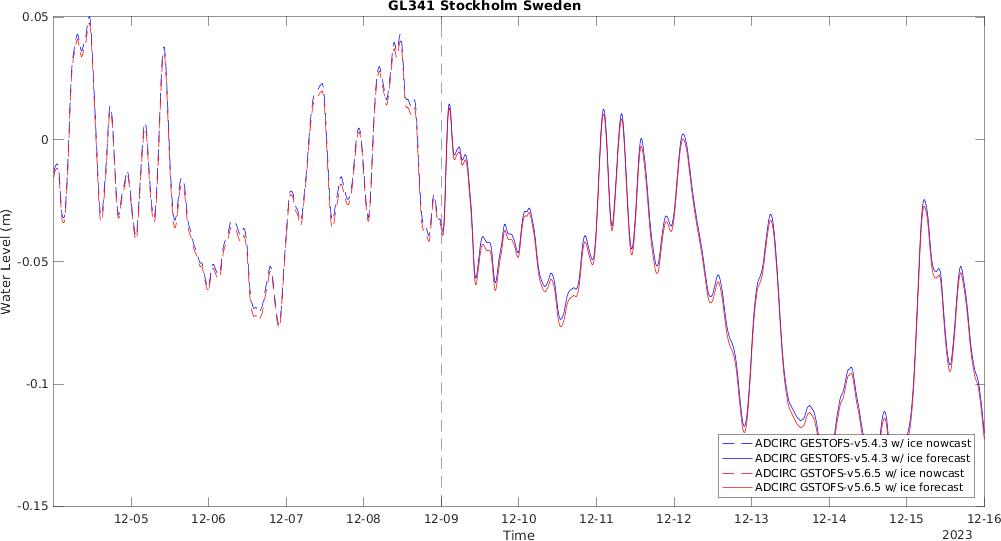 GL341 Stockholm Sweden
0.05
0
-0.05
-0.1
-0.15
Water Level (m)
ADCIRC GESTOFS-v5.4.3 w/ ice nowcast
ADCIRC GESTOFS-v5.4.3 w/ ice forecast
ADCIRC GSTOFS-v5.6.5 w/ ice nowcast
ADCIRC GSTOFS-v5.6.5 w/ ice forecast
12-05 12-06 12-07 12-08 12-09 12-10 12-11 12-12 12-13 12-14 12-15 12-16
Time
2023